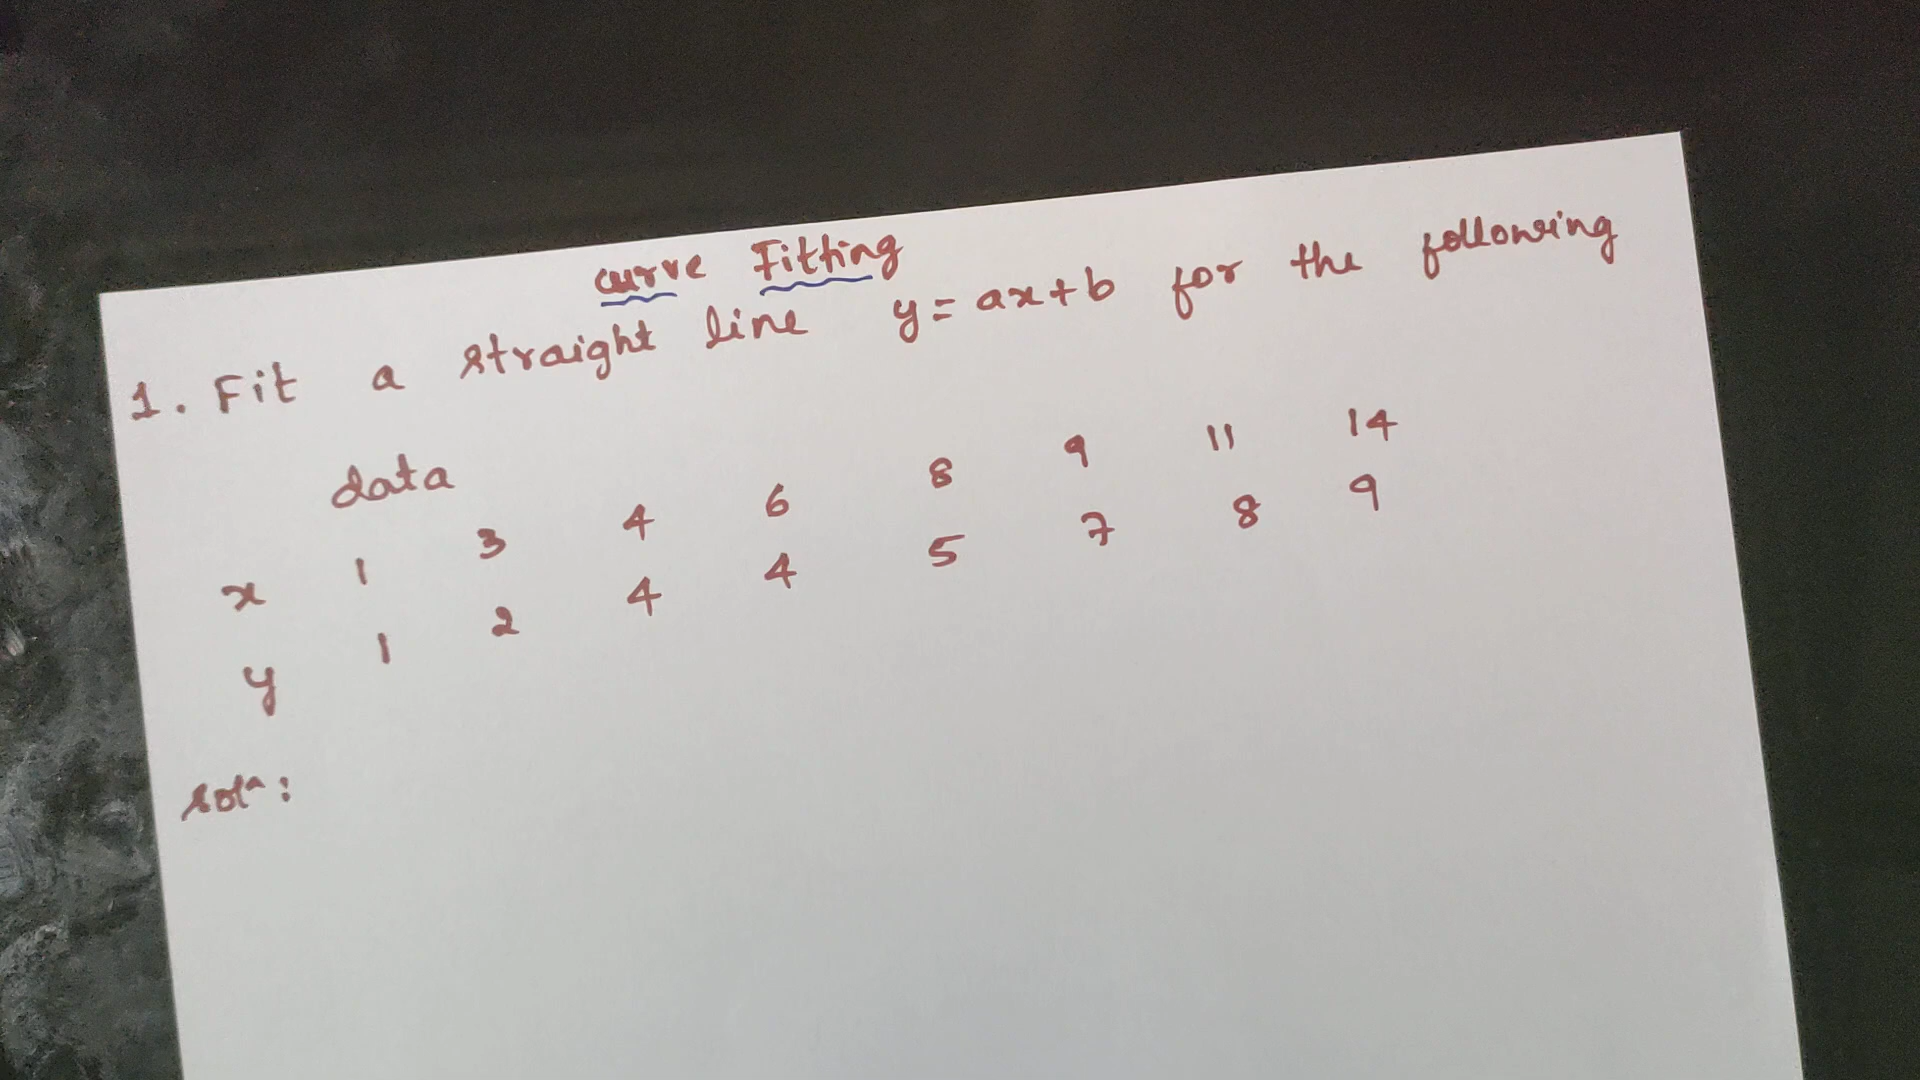 curve Fitting
1. Fit a straight line y = ax+b for the following
data
x 1 3 4 6 8 9 11 14
y 1 2 4 4 5 7 8 9
solⁿ: